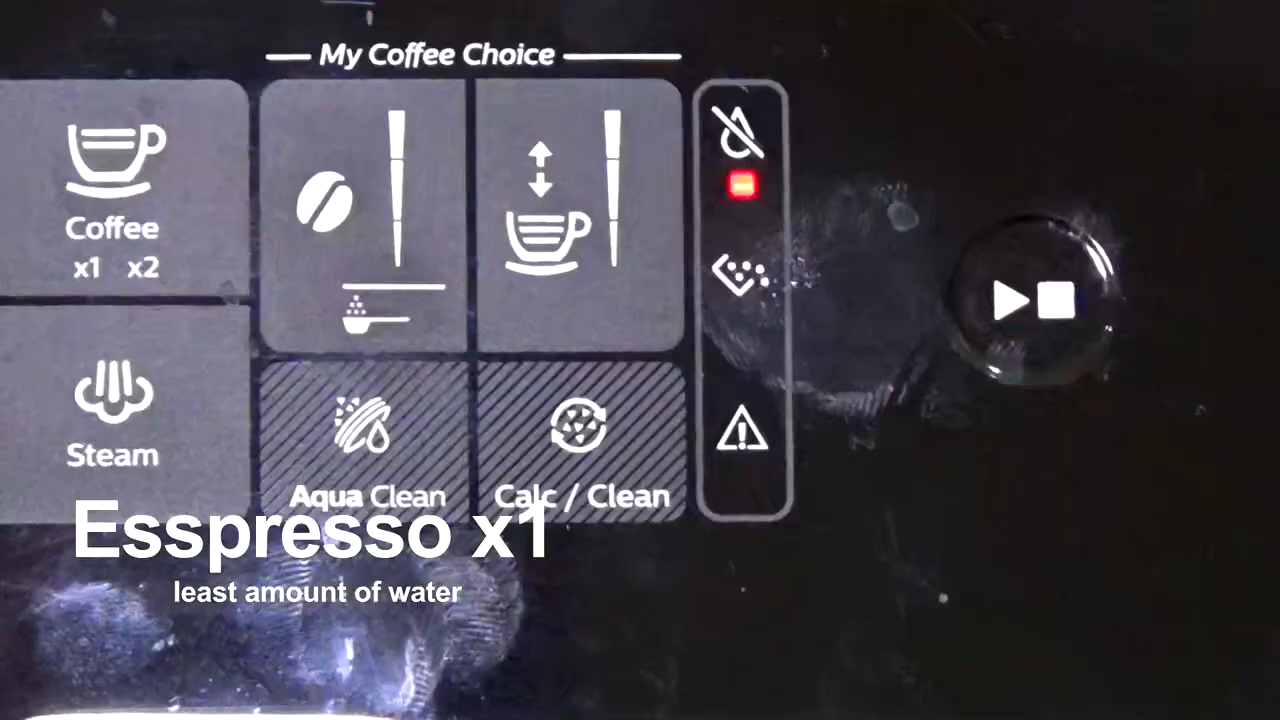 My Coffee Choice
Coffee
x1 x2
Steam
Aqua Clean
Calc / Clean
Esspresso x1
least amount of water